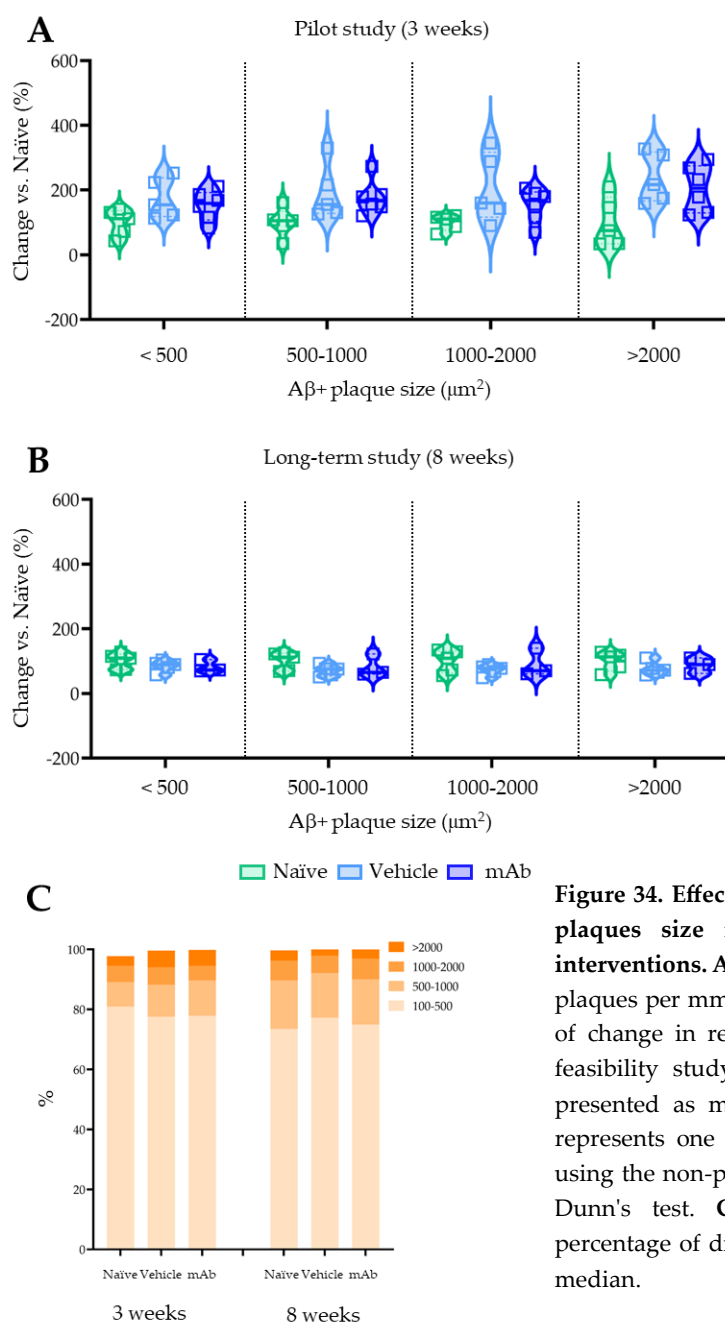 A
Pilot study (3 weeks)
Change vs. Naïve (%)
600
400
200
0
-200
< 500
500-1000
1000-2000
>2000
Aβ+ plaque size (µm²)
B
Long-term study (8 weeks)
Change vs. Naïve (%)
600
400
200
0
-200
< 500
500-1000
1000-2000
>2000
Aβ+ plaque size (µm²)
Naïve Vehicle mAb
C
%
100
80
60
40
20
0
>2000
1000-2000
500-1000
100-500
Naïve Vehicle mAb
Naïve Vehicle mAb
3 weeks
8 weeks
Figure 34. Effec
plaques size
interventions. A
plaques per mm
of change in re
feasibility study
presented as m
represents one
using the non-p
Dunn's test. C
percentage of di
median.